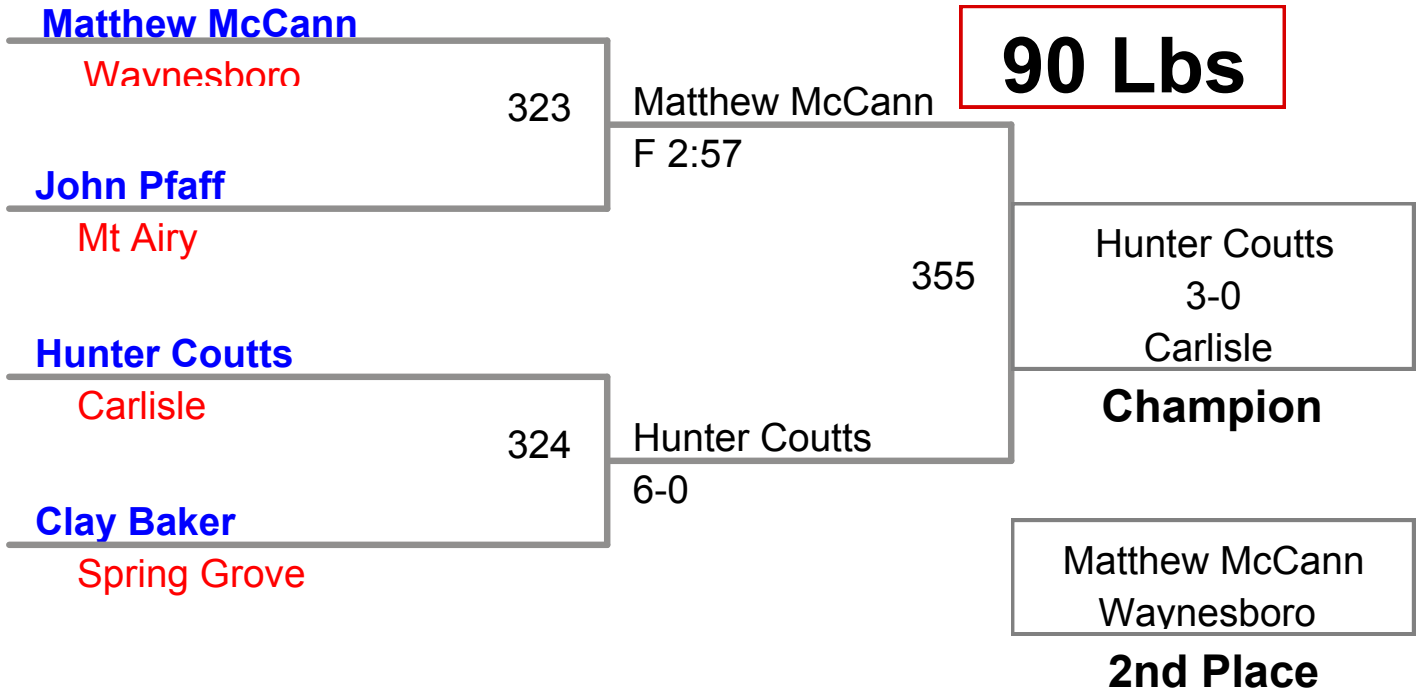 Matthew McCann
Waynesboro
90 Lbs
323
Matthew McCann
F 2:57
John Pfaff
Mt Airy
355
Hunter Coutts
3-0
Carlisle
Champion
Hunter Coutts
Carlisle
324
Hunter Coutts
6-0
Clay Baker
Spring Grove
Matthew McCann
Waynesboro
2nd Place